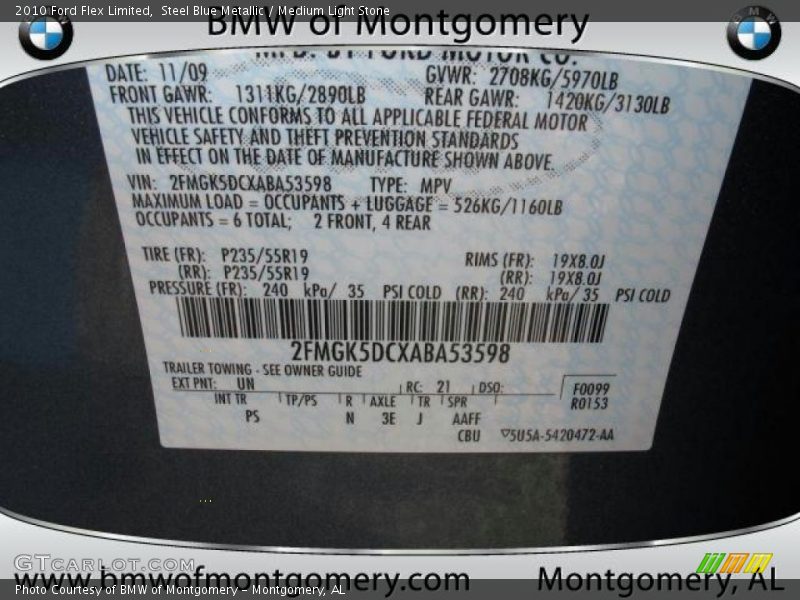 2010 Ford Flex Limited,  Steel Blue Metallic / Medium Light Stone
BMW of Montgomery
MFD. BY FORD MOTOR CO.
DATE: 11/09 GVWR: 2708KG/5970LB
FRONT GAWR: 1311KG/2890LB REAR GAWR: 1420KG/3130LB
THIS VEHICLE CONFORMS TO ALL APPLICABLE FEDERAL MOTOR
VEHICLE SAFETY AND THEFT PREVENTION STANDARDS
IN EFFECT ON THE DATE OF MANUFACTURE SHOWN ABOVE.
VIN: 2FMGK5DCXABA53598 TYPE: MPV
MAXIMUM LOAD = OCCUPANTS + LUGGAGE = 526KG/1160LB
OCCUPANTS = 6 TOTAL; 2 FRONT, 4 REAR
TIRE (FR): P235/55R19 RIMS (FR): 19X8.0J
(RR): P235/55R19 (RR): 19X8.0J
PRESSURE (FR): 240 kPa/ 35 PSI COLD (RR): 240 kPa/ 35 PSI COLD
2FMGK5DCXABA53598
TRAILER TOWING - SEE OWNER GUIDE
EXT PNT: UN RC: 21 DSO: F0099
R0153
INT TR TP/PS R AXLE TR SPR
PS N 3E J AAFF
CBU 5U5A-5420472-AA
GTCARLOT.COM
www.bmwofmontgomery.com Montgomery, AL
Photo Courtesy of BMW of Montgomery - Montgomery, AL